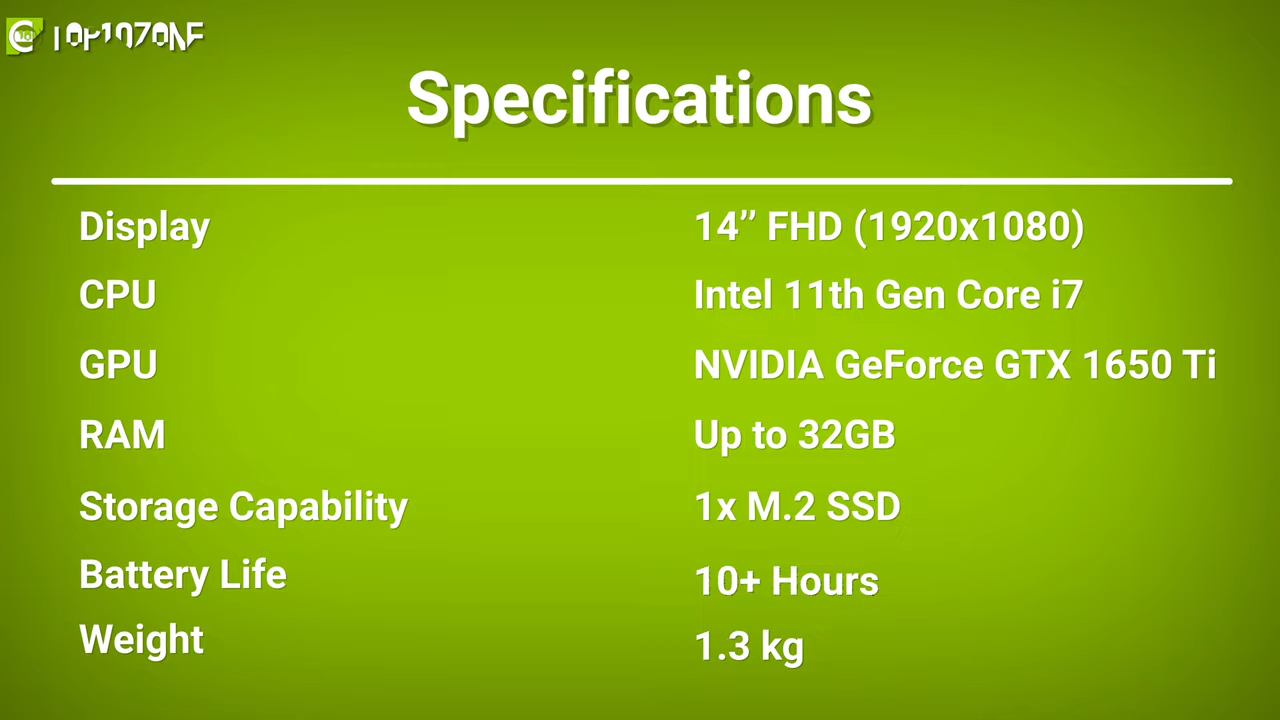 TOP10ZONE
Specifications
Display 14’’ FHD (1920x1080)
CPU Intel 11th Gen Core i7
GPU NVIDIA GeForce GTX 1650 Ti
RAM Up to 32GB
Storage Capability 1x M.2 SSD
Battery Life 10+ Hours
Weight 1.3 kg